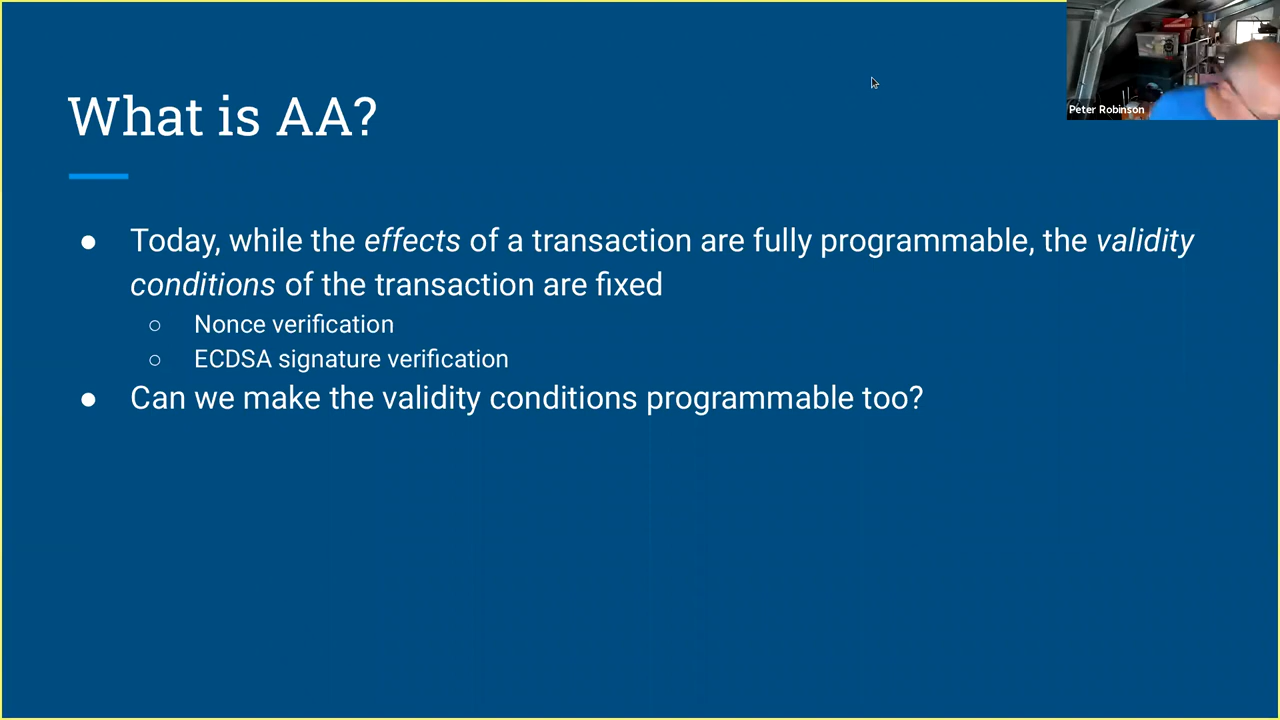 What is AA?
Peter Robinson
● Today, while the effects of a transaction are fully programmable, the validity
conditions of the transaction are fixed
○ Nonce verification
○ ECDSA signature verification
● Can we make the validity conditions programmable too?